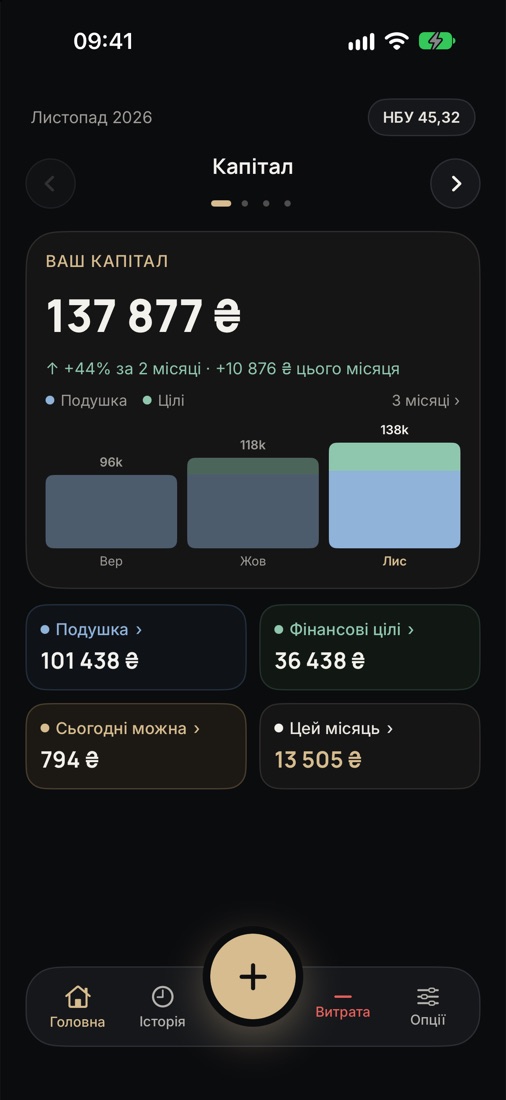 09:41
Листопад 2026
НБУ 45,32
Капітал
ВАШ КАПІТАЛ
137 877 ₴
↑ +44% за 2 місяці · +10 876 ₴ цього місяця
Подушка Цілі 3 місяці ›
96k 118k 138k
Вер Жов Лис
Подушка ›
101 438 ₴
Фінансові цілі ›
36 438 ₴
Сьогодні можна ›
794 ₴
Цей місяць ›
13 505 ₴
Головна Історія Витрата Опції